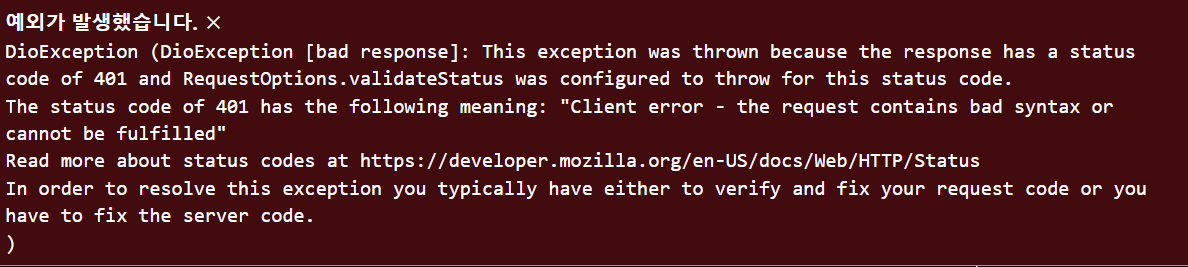 예외가 발생했습니다. ×
DioException (DioException [bad response]: This exception was thrown because the response has a status
code of 401 and RequestOptions.validateStatus was configured to throw for this status code.
The status code of 401 has the following meaning: "Client error - the request contains bad syntax or
cannot be fulfilled"
Read more about status codes at https://developer.mozilla.org/en-US/docs/Web/HTTP/Status
In order to resolve this exception you typically have either to verify and fix your request code or you
have to fix the server code.
)